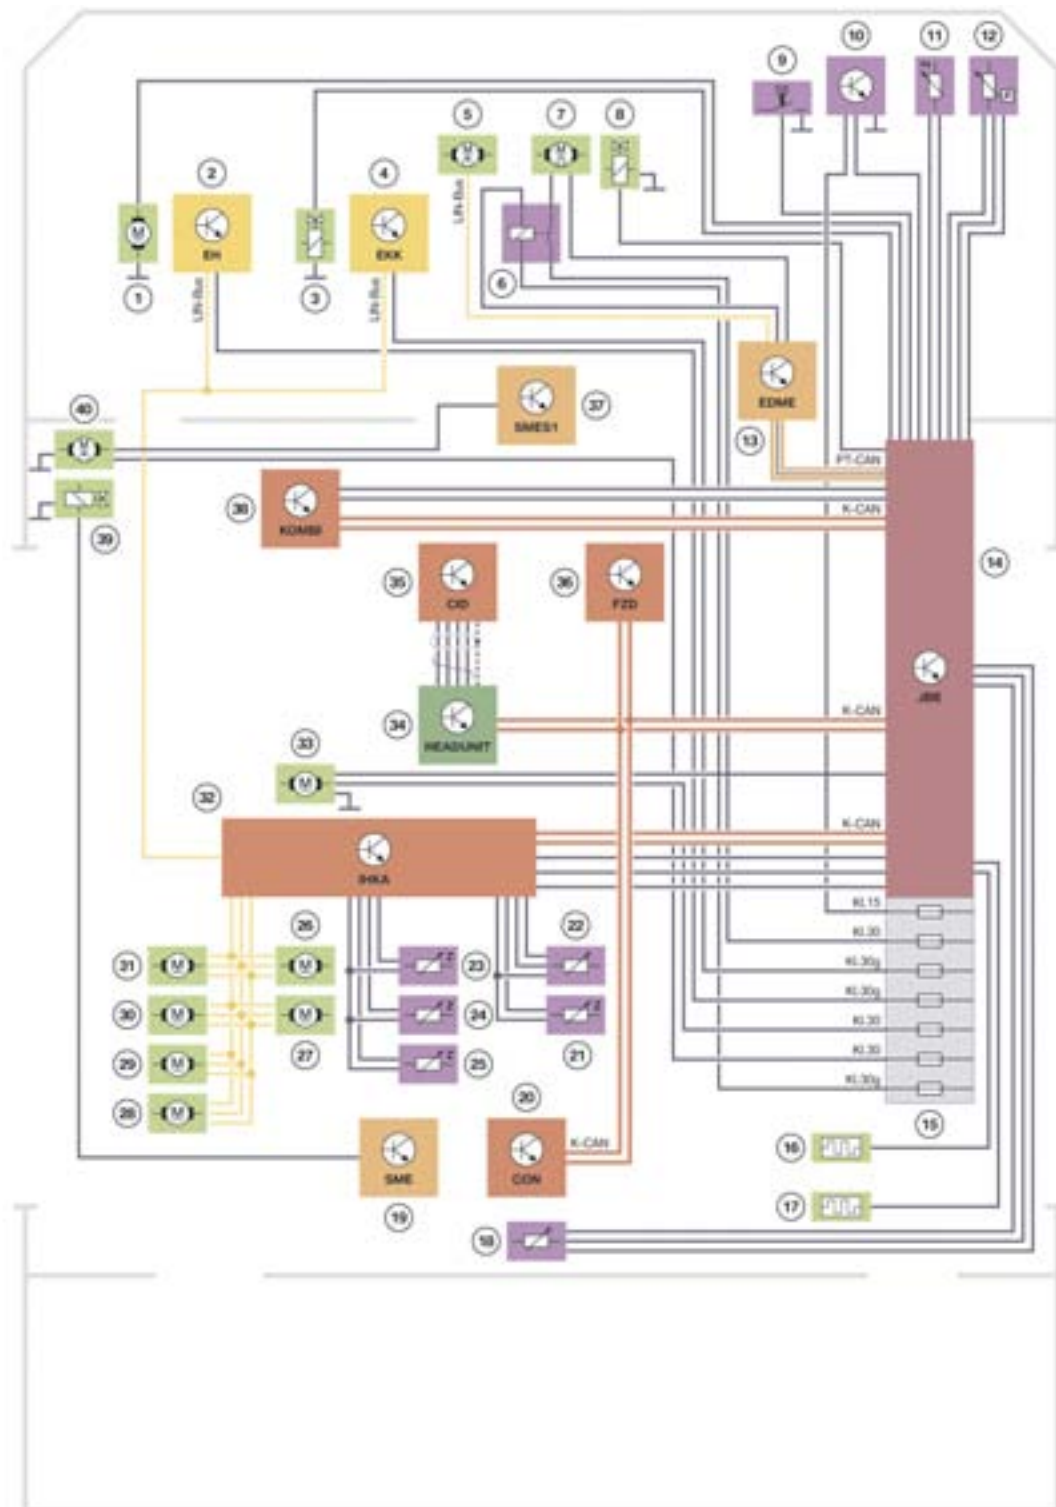 9
10
11
12
5
7
8
2
4
M
M
M
LIN-Bus
M
EH
EKK
6
1
3
LIN-Bus
LIN-Bus
EDME
40
SMES1
37
13
M
PT-CAN
38
KOMBI
K-CAN
39
14
35
CID
36
FZD
JBE
K-CAN
34
HEADUNIT
33
M
32
K-CAN
IHKA
Kl.15
26
22
Kl.30
31
M
M
23
Kl.30g
30
M
M
24
Kl.30g
27
21
Kl.30
29
M
25
Kl.30
20
Kl.30g
28
M
15
K-CAN
16
SME
CON
19
17
18